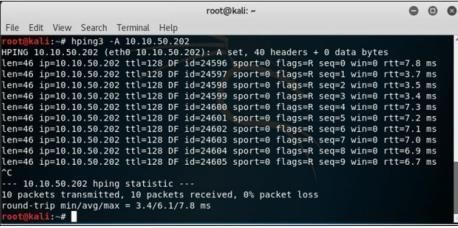 root@kali: ~
File Edit View Search Terminal Help
root@kali:~# hping3 -A 10.10.50.202
HPING 10.10.50.202 (eth0 10.10.50.202): A set, 40 headers + 0 data bytes
len=46 ip=10.10.50.202 ttl=128 DF id=24596 sport=0 flags=R seq=0 win=0 rtt=7.8 ms
len=46 ip=10.10.50.202 ttl=128 DF id=24597 sport=0 flags=R seq=1 win=0 rtt=3.7 ms
len=46 ip=10.10.50.202 ttl=128 DF id=24598 sport=0 flags=R seq=2 win=0 rtt=3.5 ms
len=46 ip=10.10.50.202 ttl=128 DF id=24599 sport=0 flags=R seq=3 win=0 rtt=3.4 ms
len=46 ip=10.10.50.202 ttl=128 DF id=24600 sport=0 flags=R seq=4 win=0 rtt=7.3 ms
len=46 ip=10.10.50.202 ttl=128 DF id=24601 sport=0 flags=R seq=5 win=0 rtt=7.2 ms
len=46 ip=10.10.50.202 ttl=128 DF id=24602 sport=0 flags=R seq=6 win=0 rtt=7.1 ms
len=46 ip=10.10.50.202 ttl=128 DF id=24603 sport=0 flags=R seq=7 win=0 rtt=7.0 ms
len=46 ip=10.10.50.202 ttl=128 DF id=24604 sport=0 flags=R seq=8 win=0 rtt=6.9 ms
len=46 ip=10.10.50.202 ttl=128 DF id=24605 sport=0 flags=R seq=9 win=0 rtt=6.7 ms
^C
--- 10.10.50.202 hping statistic ---
10 packets transmitted, 10 packets received, 0% packet loss
round-trip min/avg/max = 3.4/6.1/7.8 ms
root@kali:~#